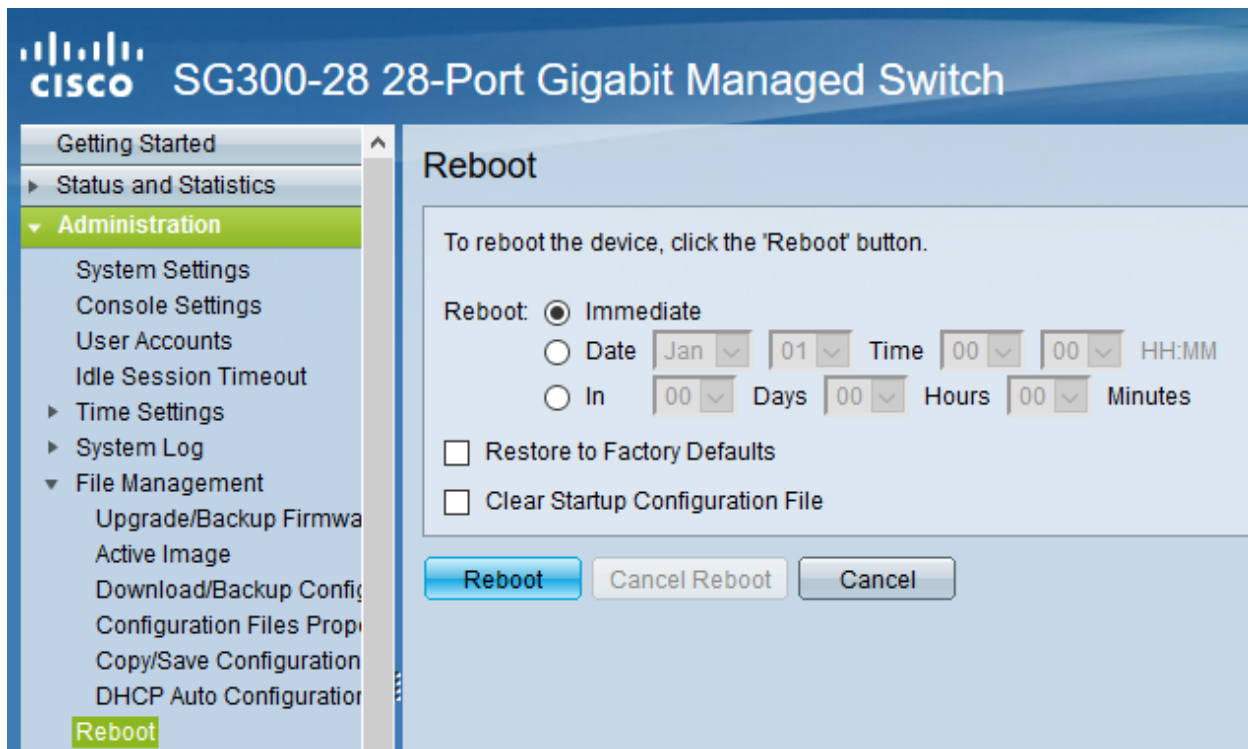 CISCO
SG300-28 28-Port Gigabit Managed Switch
Getting Started
Status and Statistics
Administration
System Settings
Console Settings
User Accounts
Idle Session Timeout
Time Settings
System Log
File Management
Upgrade/Backup Firmwa
Active Image
Download/Backup Config
Configuration Files Prop
Copy/Save Configuration
DHCP Auto Configuration
Reboot
Reboot
To reboot the device, click the 'Reboot' button.
Reboot: Immediate
Date Jan 01 Time 00 00 HH:MM
In 00 Days 00 Hours 00 Minutes
Restore to Factory Defaults
Clear Startup Configuration File
Reboot Cancel Reboot Cancel